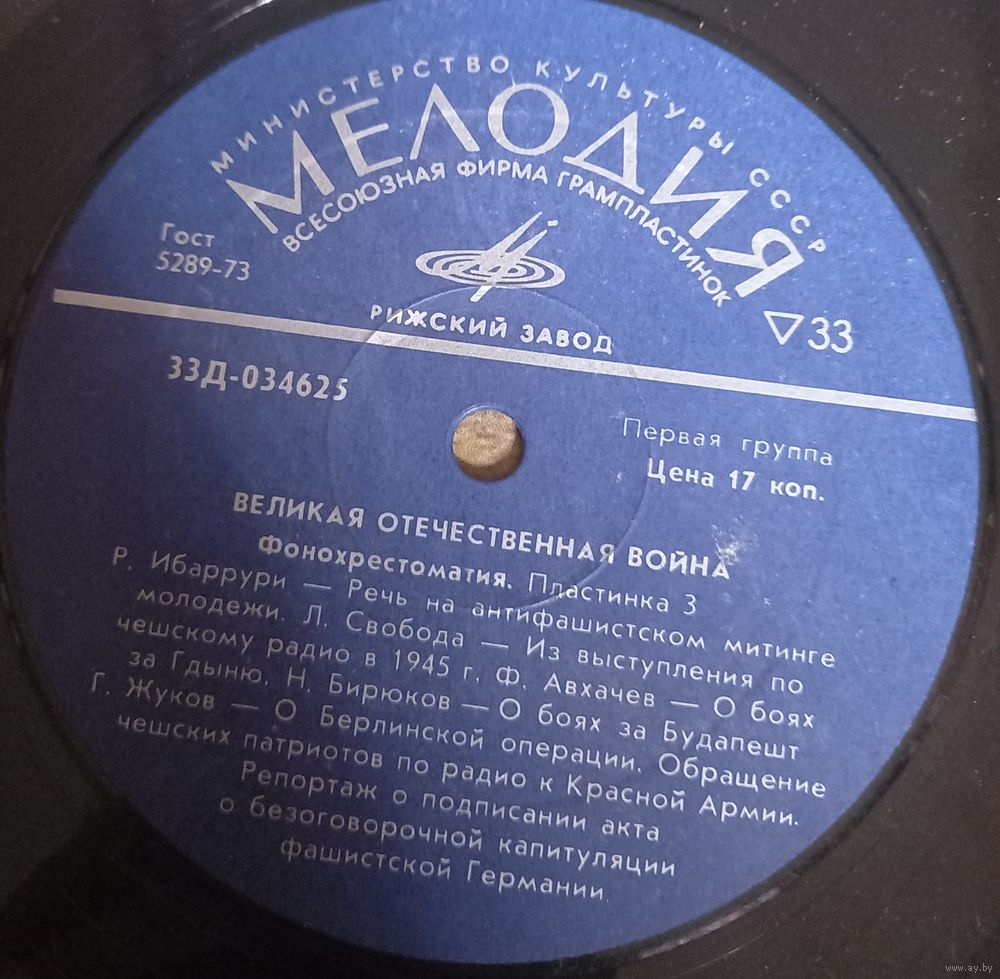 МИНИСТЕРСТВО КУЛЬТУРЫ СССР
МЕЛОДИЯ
ВСЕСОЮЗНАЯ ФИРМА ГРАМПЛАСТИНОК
Гост
5289-73
РИЖСКИЙ ЗАВОД
▽33
33Д-034625
Первая группа
Цена 17 коп.
ВЕЛИКАЯ ОТЕЧЕСТВЕННАЯ ВОЙНА
Фонохрестоматия. Пластинка 3
Р. Ибаррури — Речь на антифашистском митинге
молодежи. Л. Свобода — Из выступления по
чешскому радио в 1945 г. Ф. Авхачев — О боях
за Гдыню. Н. Бирюков — О боях за Будапешт
Г. Жуков — О Берлинской операции. Обращение
чешских патриотов по радио к Красной Армии.
Репортаж о подписании акта
о безоговорочной капитуляции
фашистской Германии.
www.ay.by